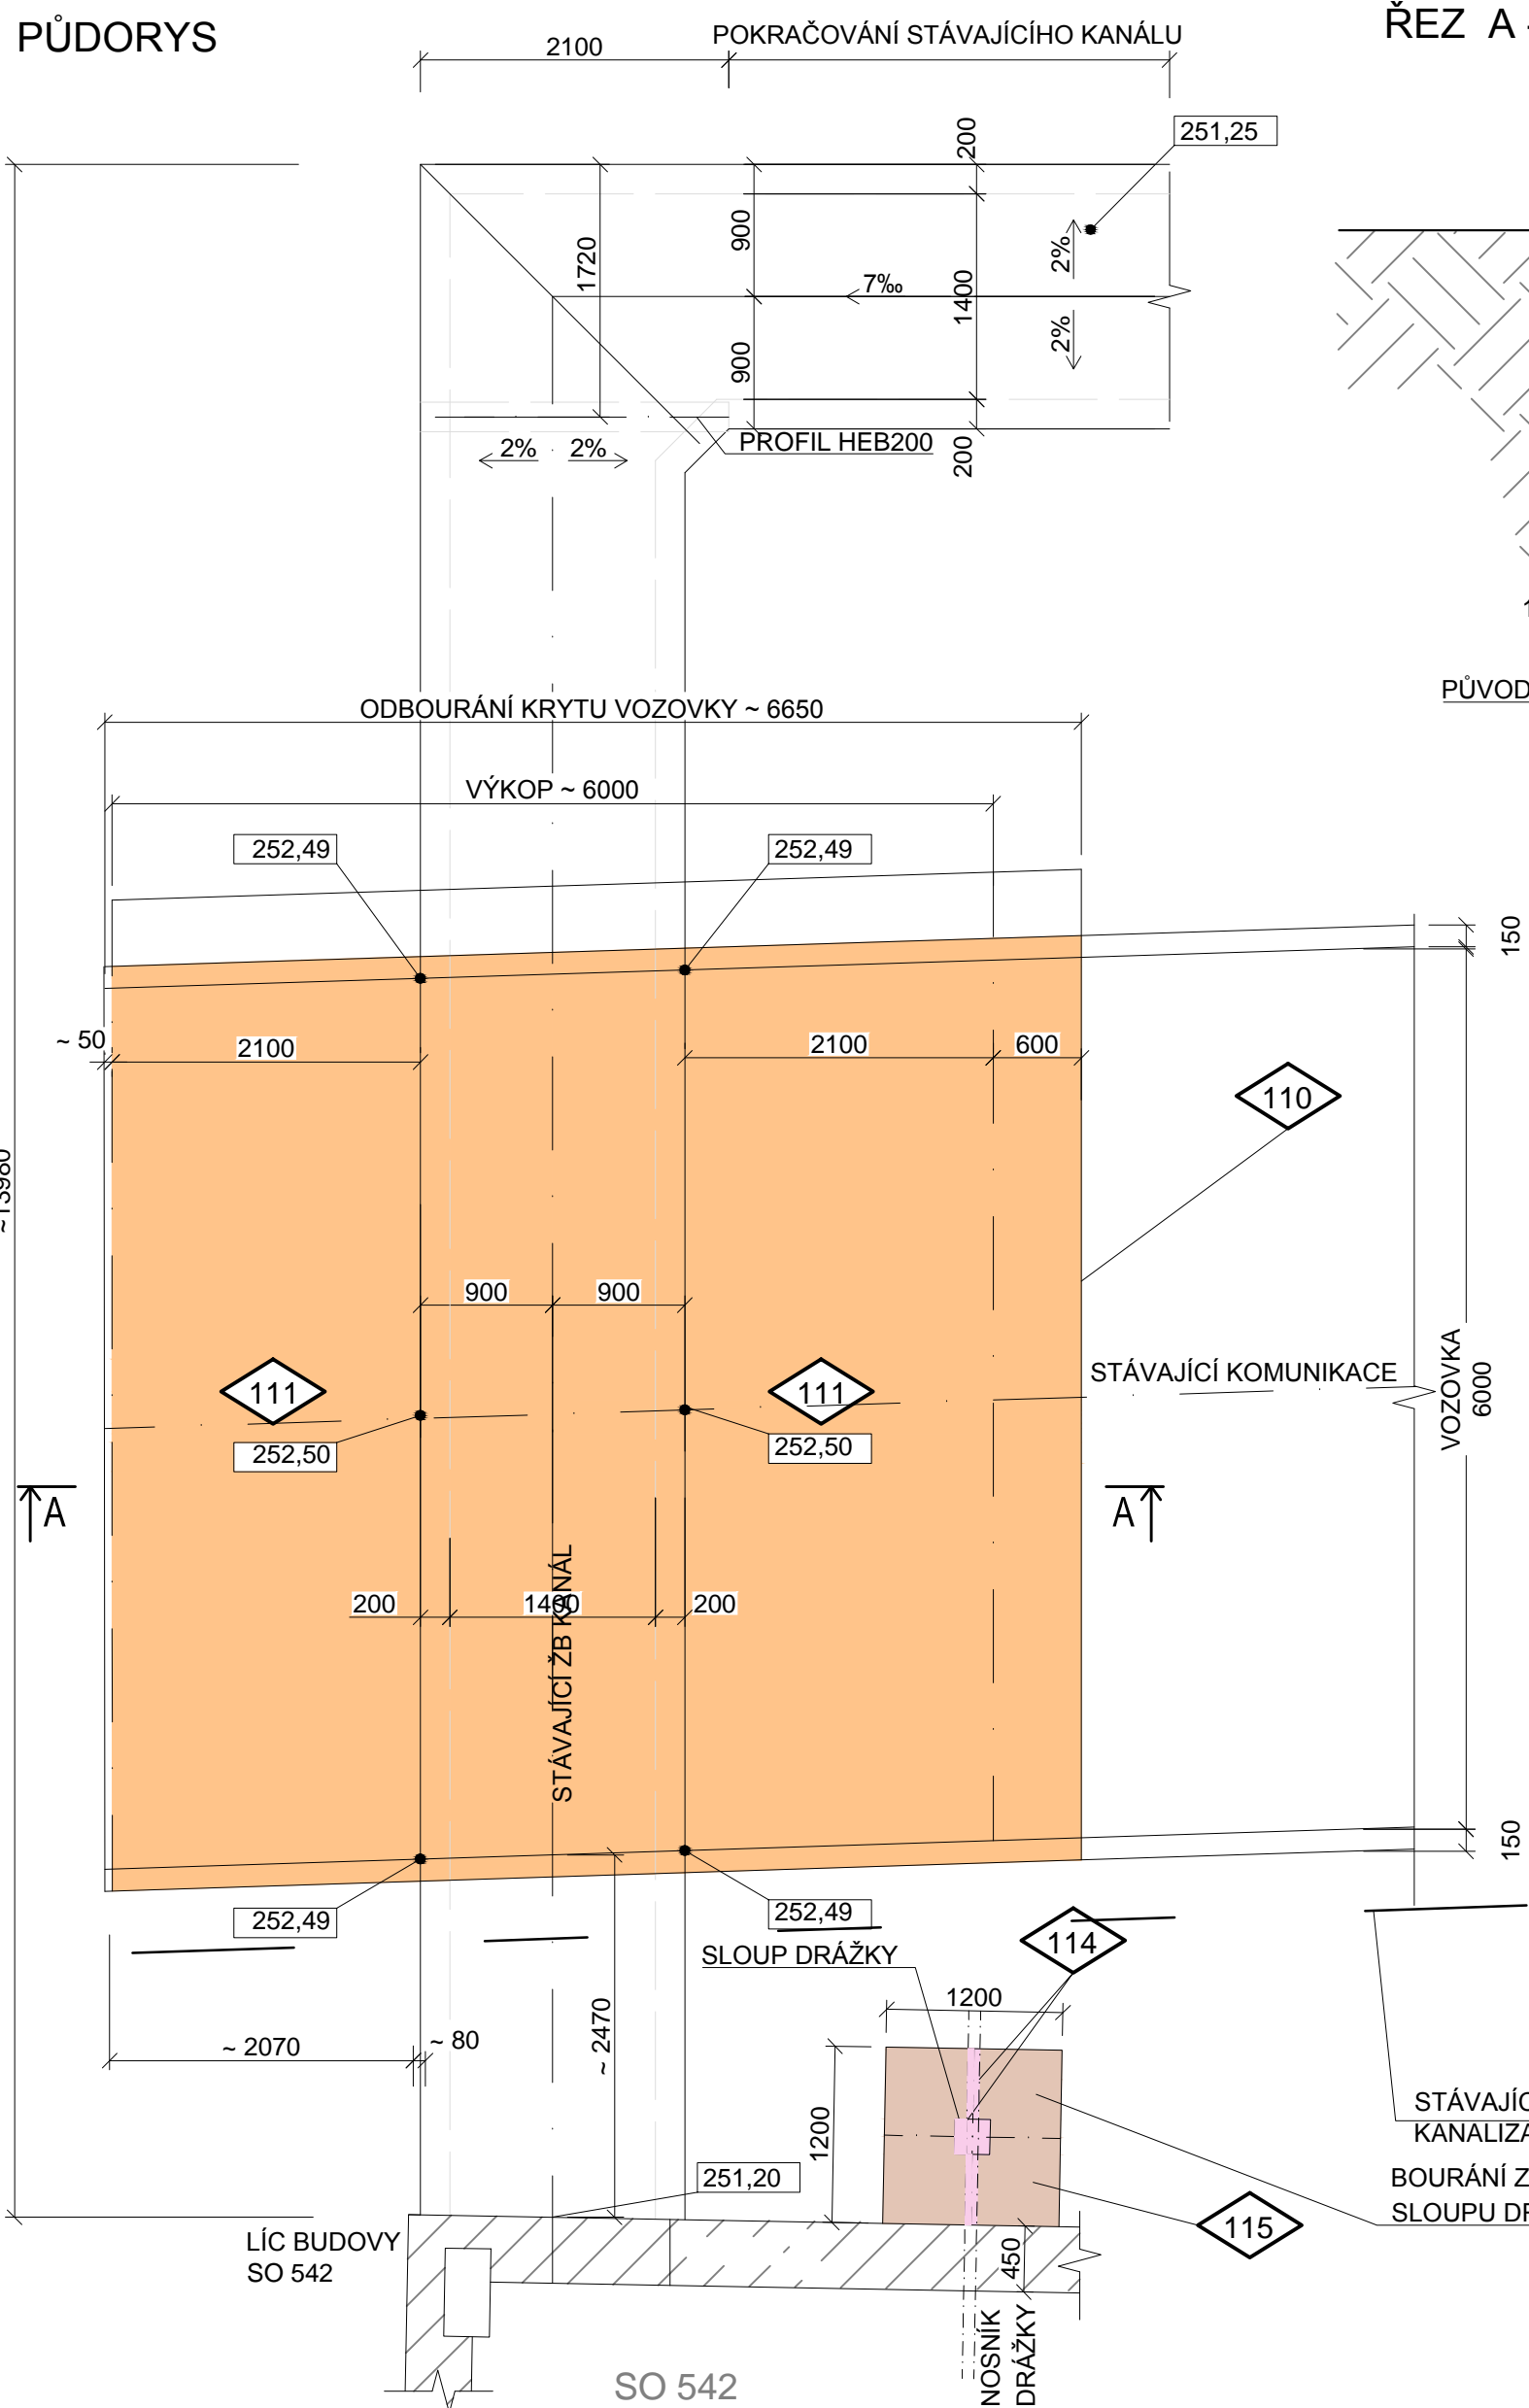 PŮDORYS
2100
POKRAČOVÁNÍ STÁVAJÍCÍHO KANÁLU
ŘEZ A
251,25
200
900
1720
1400
2%
7‰
2%
900
200
2% 2%
PROFIL HEB200
PŮVOD
ODBOURÁNÍ KRYTU VOZOVKY ~ 6650
VÝKOP ~ 6000
252,49
252,49
150
~ 50
2100
2100
600
110
~13980
900
900
111
111
STÁVAJÍCÍ KOMUNIKACE
VOZOVKA
6000
252,50
252,50
A
A
200
1400
200
STÁVAJÍCÍ ŽB KANÁL
150
252,49
252,49
SLOUP DRÁŽKY
114
1200
~ 2070
~ 80
~ 2470
1200
STÁVAJÍC
KANALIZA
251,20
BOURÁNÍ Z
SLOUPU DR
115
LÍC BUDOVY
SO 542
450
NOSNÍK
DRÁŽKY
SO 542